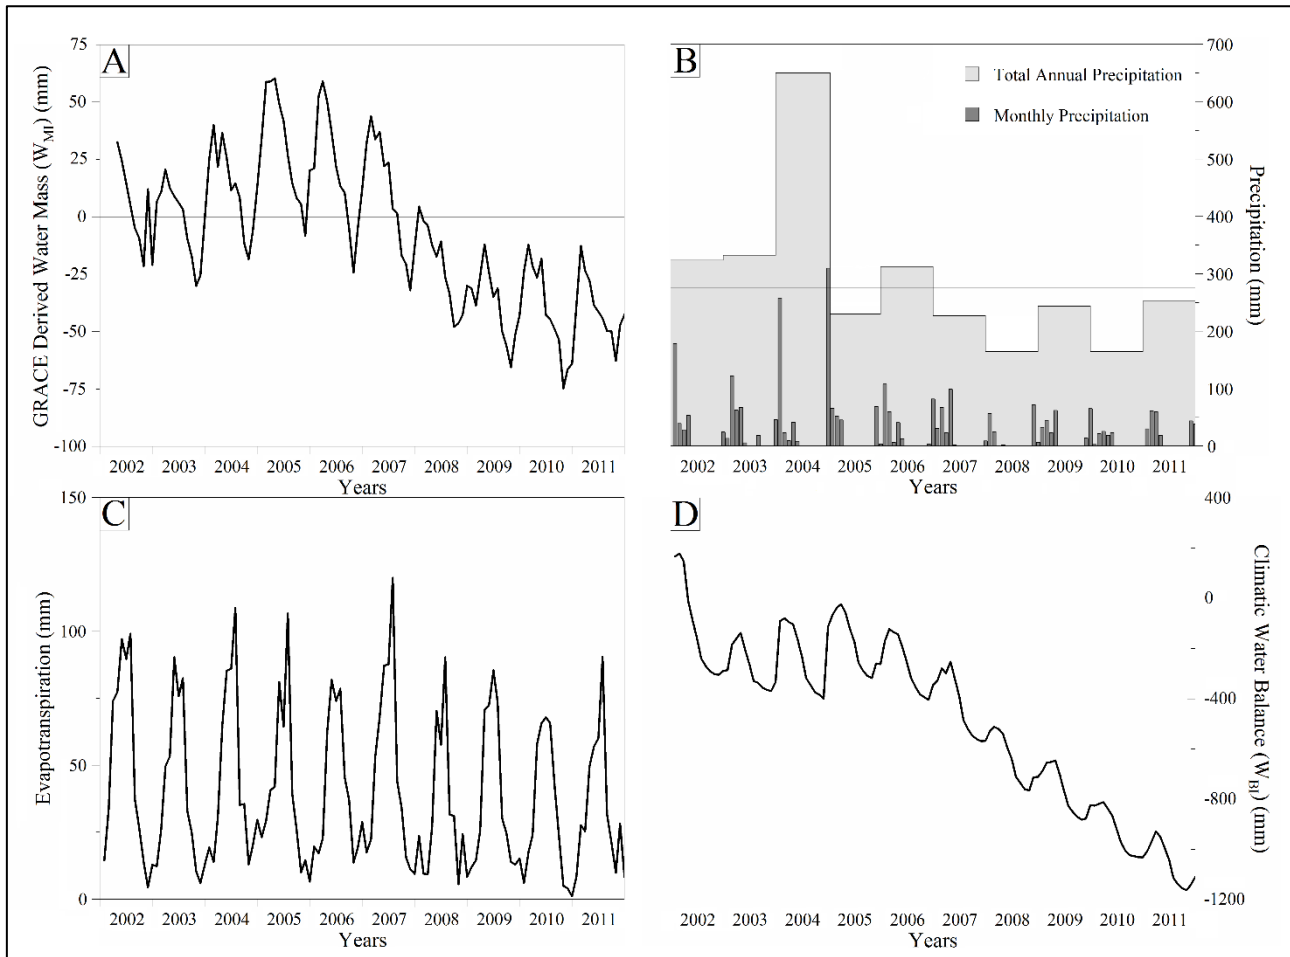 A
75
50
25
0
-25
-50
-75
-100
GRACE Derived Water Mass (W_MI) (mm)
2002 2003 2004 2005 2006 2007 2008 2009 2010 2011
Years
B
Total Annual Precipitation
Monthly Precipitation
700
600
500
400
300
200
100
0
Precipitation (mm)
2002 2003 2004 2005 2006 2007 2008 2009 2010 2011
Years
C
150
100
50
0
Evapotranspiration (mm)
2002 2003 2004 2005 2006 2007 2008 2009 2010 2011
Years
D
400
0
-400
-800
-1200
Climatic Water Balance (W_BI) (mm)
2002 2003 2004 2005 2006 2007 2008 2009 2010 2011
Years